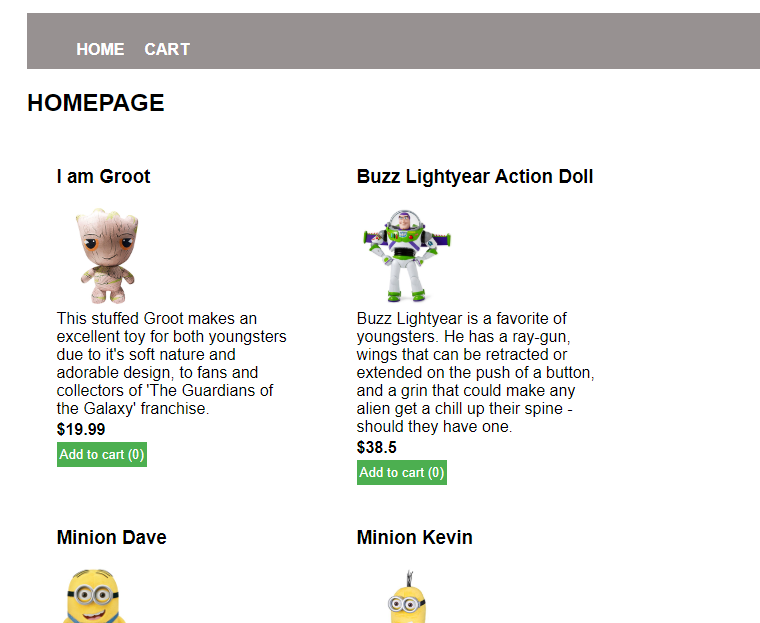 HOME CART
HOMEPAGE
I am Groot
This stuffed Groot makes an
excellent toy for both youngsters
due to it's soft nature and
adorable design, to fans and
collectors of 'The Guardians of
the Galaxy' franchise.
$19.99
Add to cart (0)
Buzz Lightyear Action Doll
Buzz Lightyear is a favorite of
youngsters. He has a ray-gun,
wings that can be retracted or
extended on the push of a button,
and a grin that could make any
alien get a chill up their spine -
should they have one.
$38.5
Add to cart (0)
Minion Dave
Minion Kevin